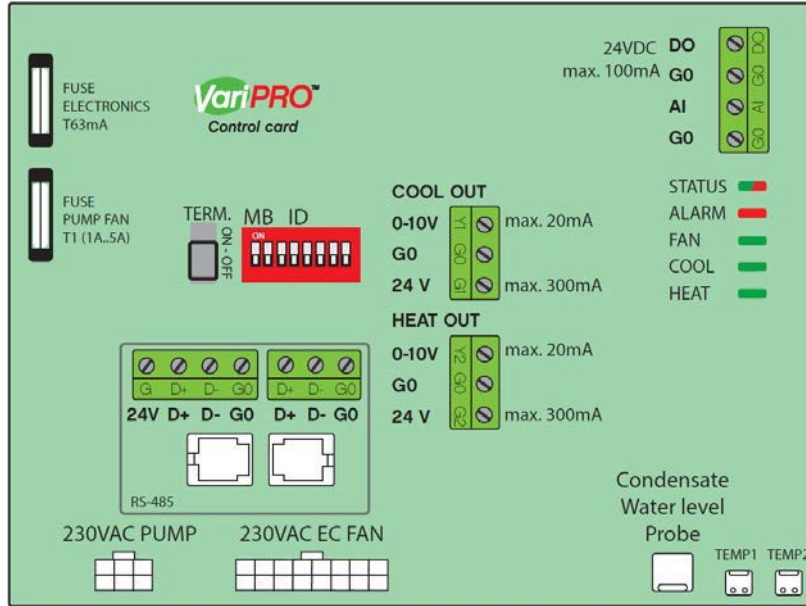 FUSE
ELECTRONICS
T63mA
VariPRO™
Control card
24VDC DO DO
max. 100mA G0 G0
AI AI
G0 G0
FUSE
PUMP FAN
T1 (1A..5A)
TERM. MB ID
ON - OFF
ON
COOL OUT
0-10V Y1 max. 20mA
G0 G0
24 V G1 max. 300mA
HEAT OUT
0-10V Y2 max. 20mA
G0 G0
24 V G2 max. 300mA
STATUS
ALARM
FAN
COOL
HEAT
G D+ D- G0 D+ D- G0
24V D+ D- G0 D+ D- G0
RS-485
230VAC PUMP 230VAC EC FAN
Condensate
Water level
Probe
TEMP1 TEMP2